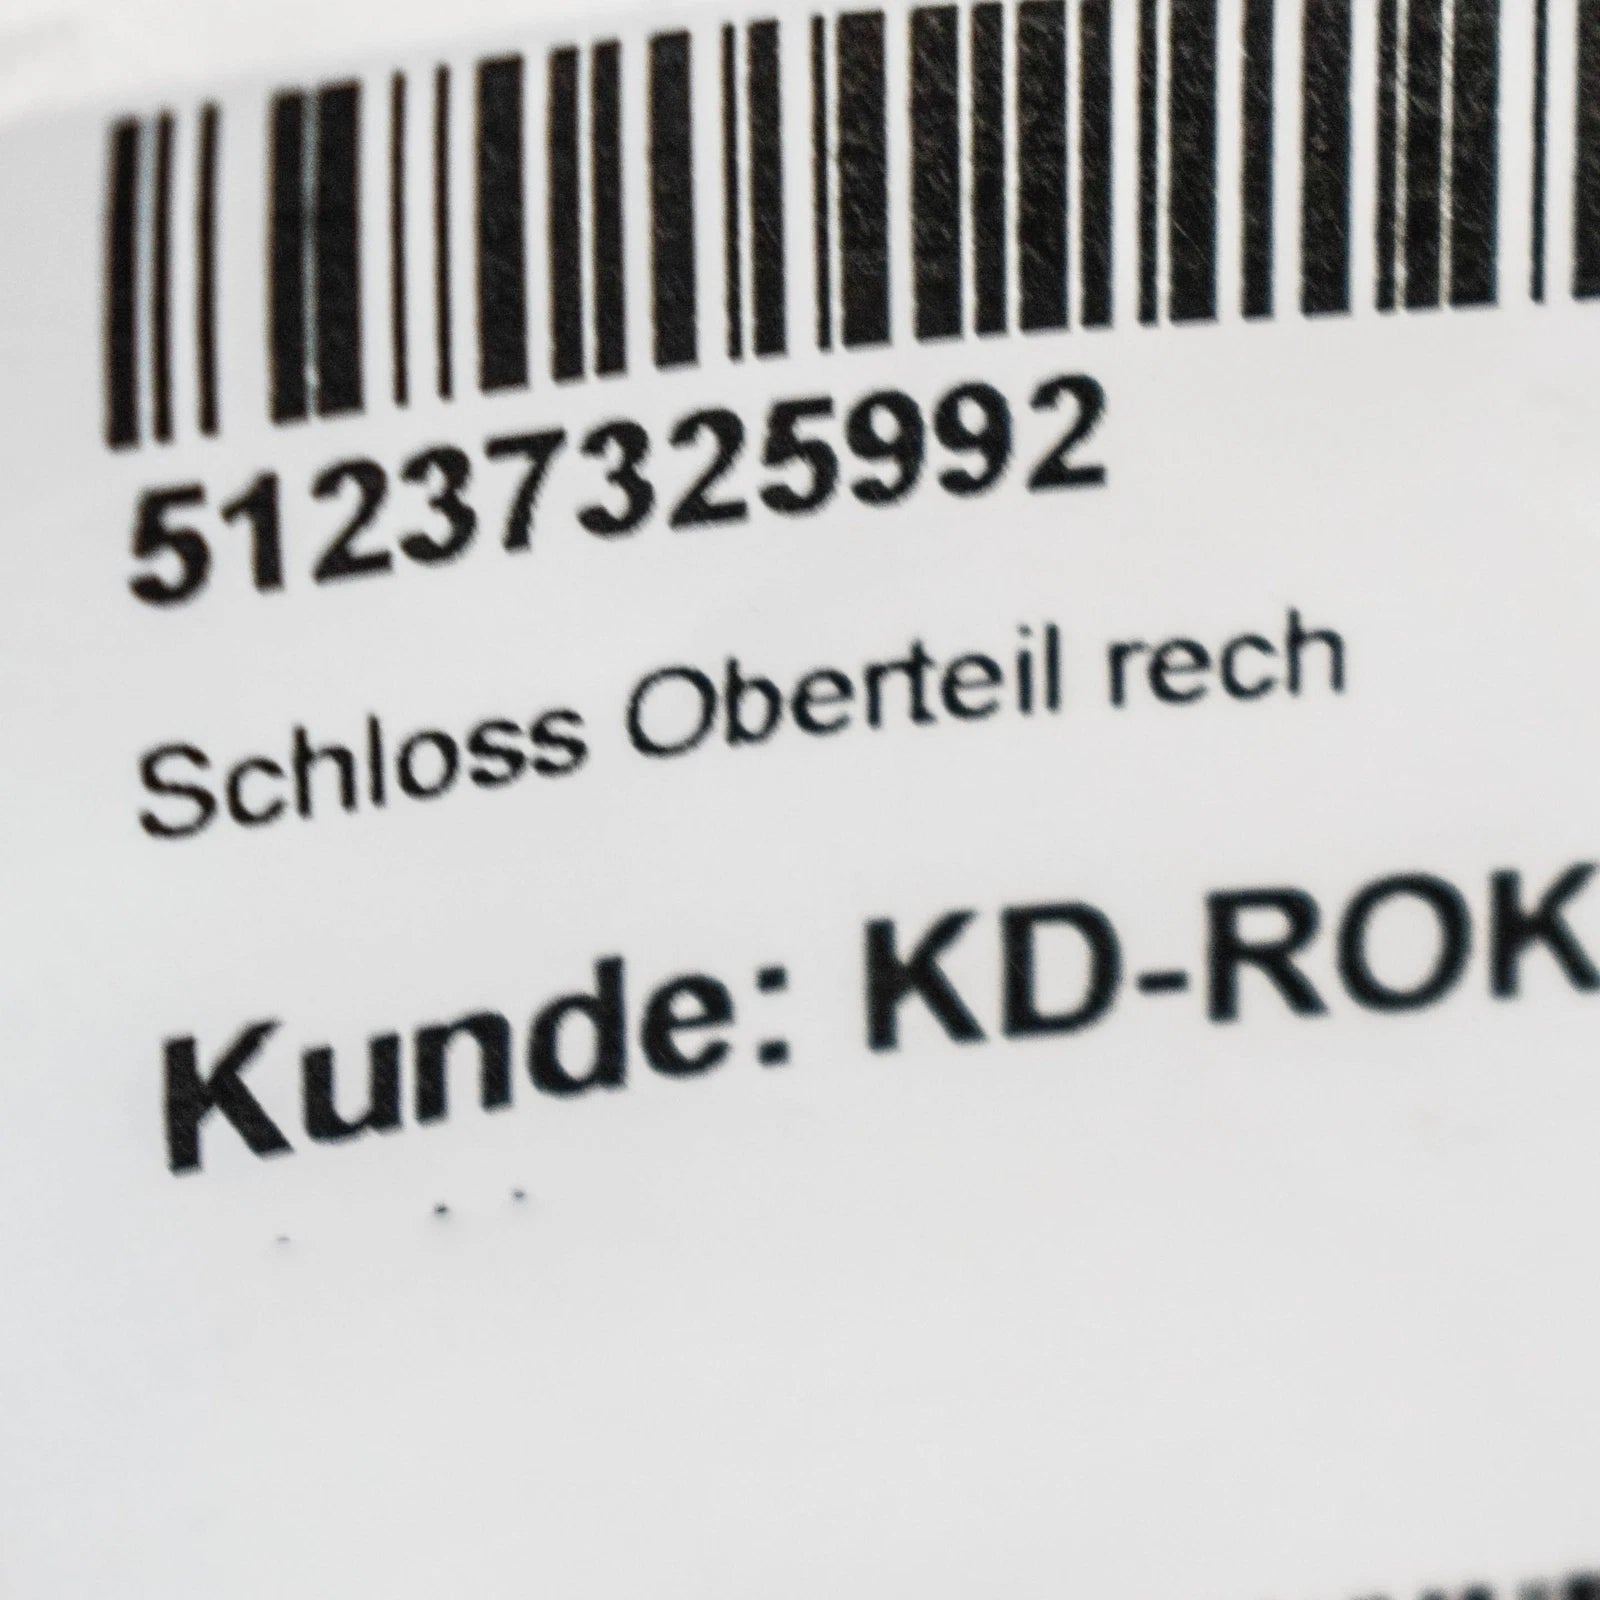 51237325992
Schloss Oberteil rech
Kunde: KD-ROK